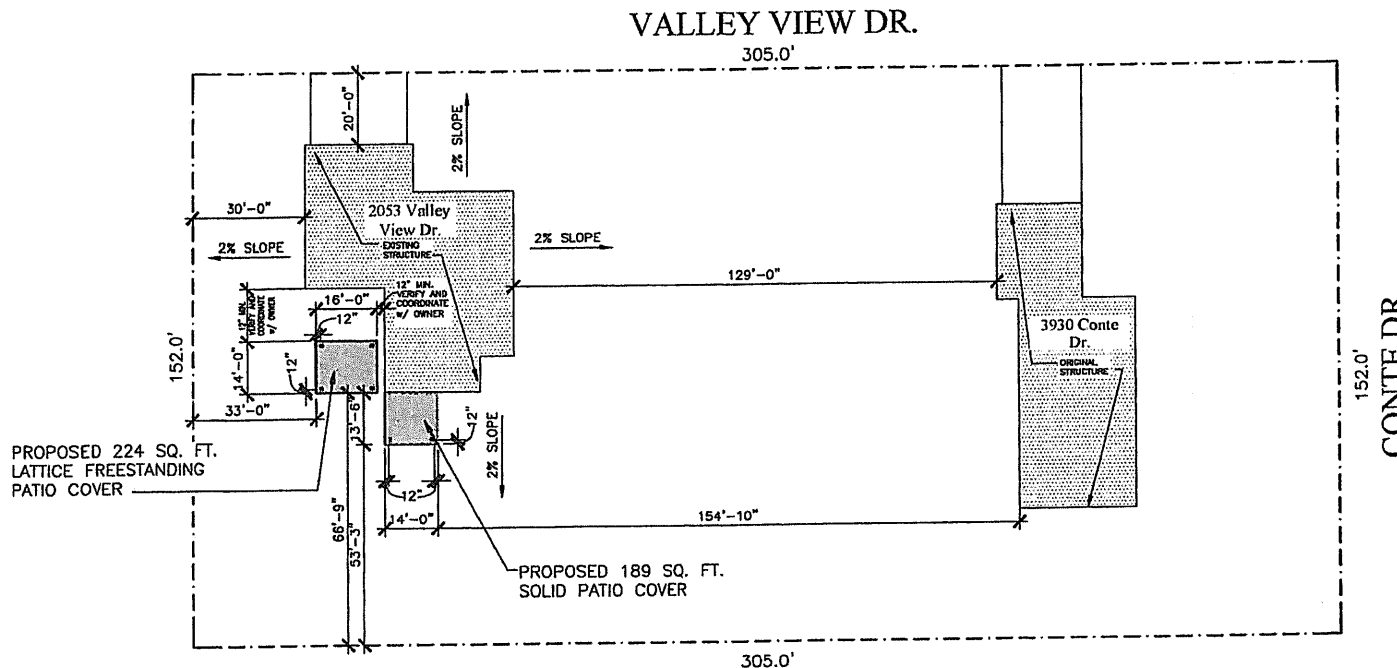 VALLEY VIEW DR.
305.0'
20'-0"
2% SLOPE
30'-0"
2% SLOPE
2053 Valley
View Dr.
EXISTING
STRUCTURE
2% SLOPE
129'-0"
12" MIN.
VERIFY AND
COORDINATE
w/ OWNER
16'-0"
12" MIN.
VERIFY AND
COORDINATE
w/ OWNER
12"
14'-0"
12"
152.0'
33'-0"
3930 Conte
Dr.
ORIGINAL
STRUCTURE
152.0'
CONTE DR.
PROPOSED 224 SQ. FT.
LATTICE FREESTANDING
PATIO COVER
13'-6"
12"
2% SLOPE
12"
14'-0"
154'-10"
66'-9"
53'-3"
PROPOSED 189 SQ. FT.
SOLID PATIO COVER
305.0'